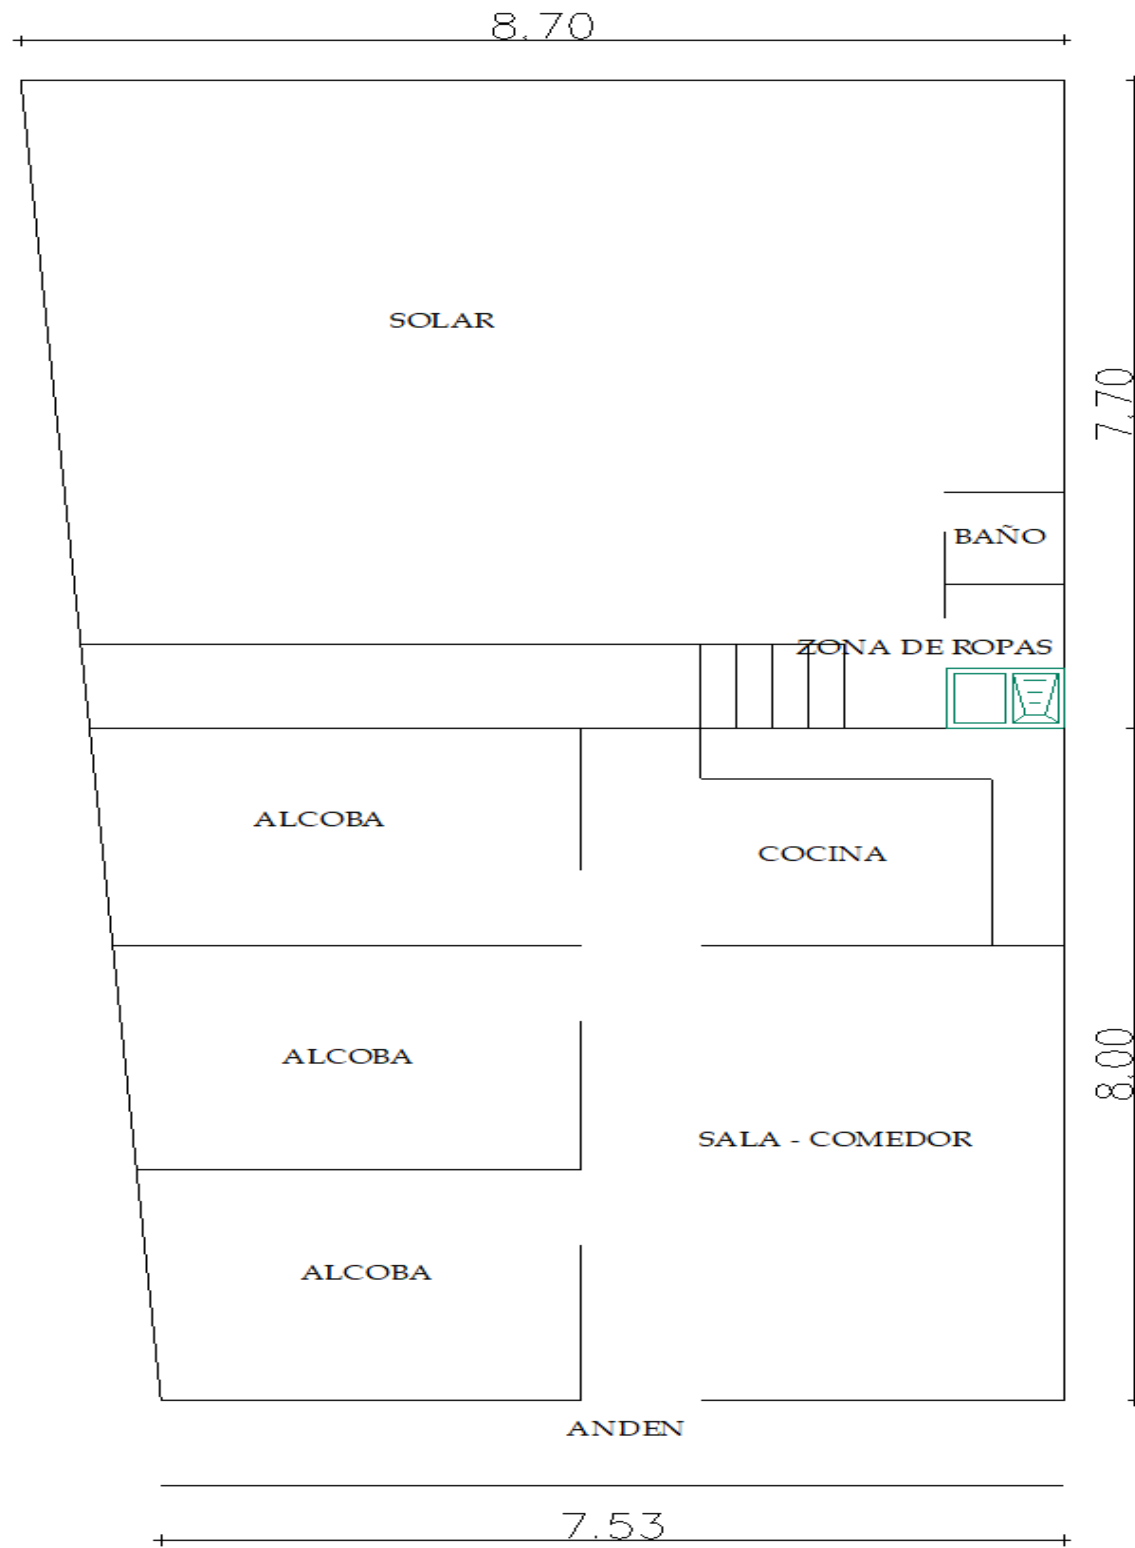 8.70
SOLAR
7.70
BAÑO
ZONA DE ROPAS
ALCOBA
COCINA
ALCOBA
8.00
SALA - COMEDOR
ALCOBA
ANDEN
7.53